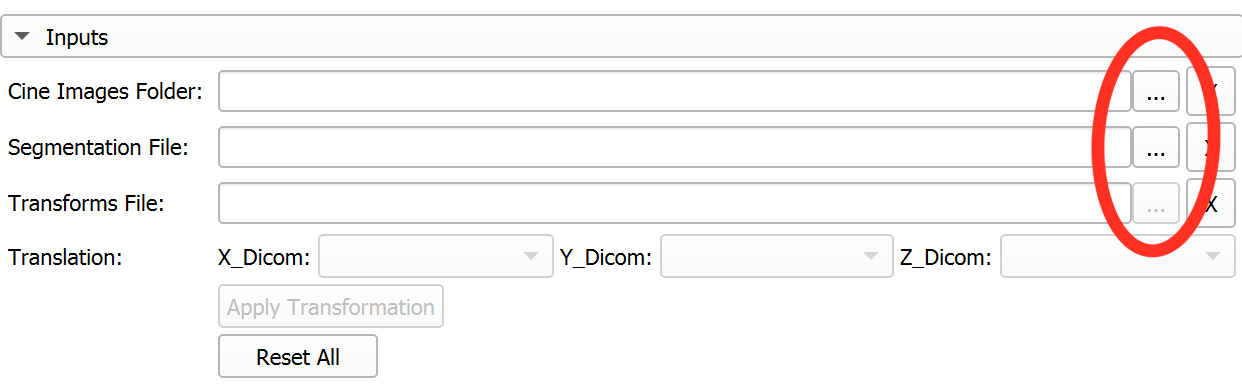 Inputs
Cine Images Folder: ...
Segmentation File: ...
Transforms File: ... X
Translation: X_Dicom: Y_Dicom: Z_Dicom:
Apply Transformation
Reset All